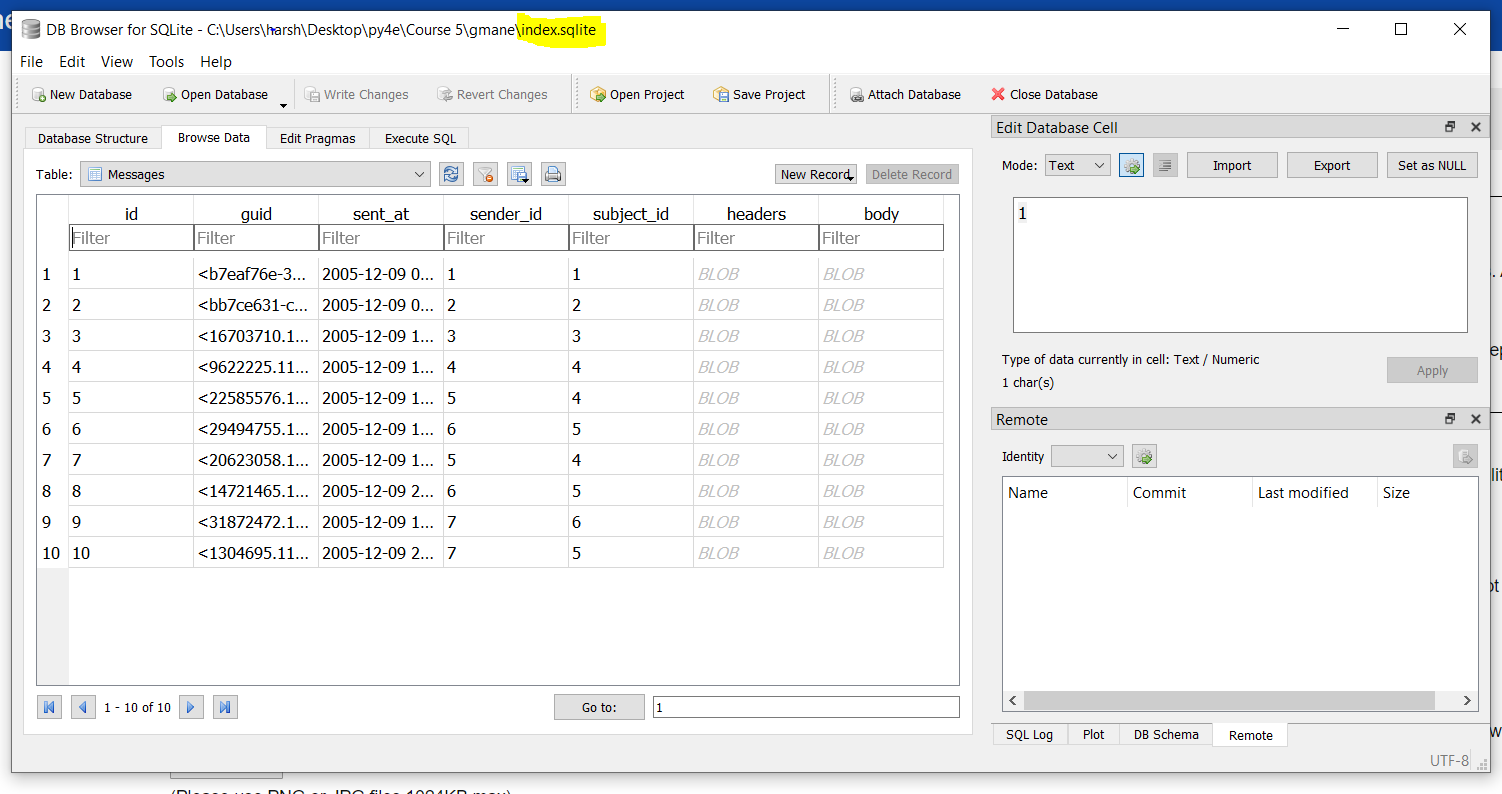 DB Browser for SQLite - C:\Users\harsh\Desktop\py4e\Course 5\gmane\index.sqlite
File Edit View Tools Help
New Database Open Database Write Changes Revert Changes Open Project Save Project Attach Database Close Database
Database Structure Browse Data Edit Pragmas Execute SQL
Table: Messages New Record Delete Record
id guid sent_at sender_id subject_id headers body
Filter Filter Filter Filter Filter Filter Filter
1 1 <b7eaf76e-3... 2005-12-09 0... 1 1 BLOB BLOB
2 2 <bb7ce631-c... 2005-12-09 0... 2 2 BLOB BLOB
3 3 <16703710.1... 2005-12-09 1... 3 3 BLOB BLOB
4 4 <9622225.11... 2005-12-09 1... 4 4 BLOB BLOB
5 5 <22585576.1... 2005-12-09 1... 5 4 BLOB BLOB
6 6 <29494755.1... 2005-12-09 1... 6 5 BLOB BLOB
7 7 <20623058.1... 2005-12-09 1... 5 4 BLOB BLOB
8 8 <14721465.1... 2005-12-09 2... 6 5 BLOB BLOB
9 9 <31872472.1... 2005-12-09 1... 7 6 BLOB BLOB
10 10 <1304695.11... 2005-12-09 2... 7 5 BLOB BLOB
1 - 10 of 10 Go to: 1
Edit Database Cell
Mode: Text Import Export Set as NULL
1
Type of data currently in cell: Text / Numeric
1 char(s)
Apply
Remote
Identity
Name Commit Last modified Size
SQL Log Plot DB Schema Remote
UTF-8
(Please use PNG or JPG files 1024KB max)